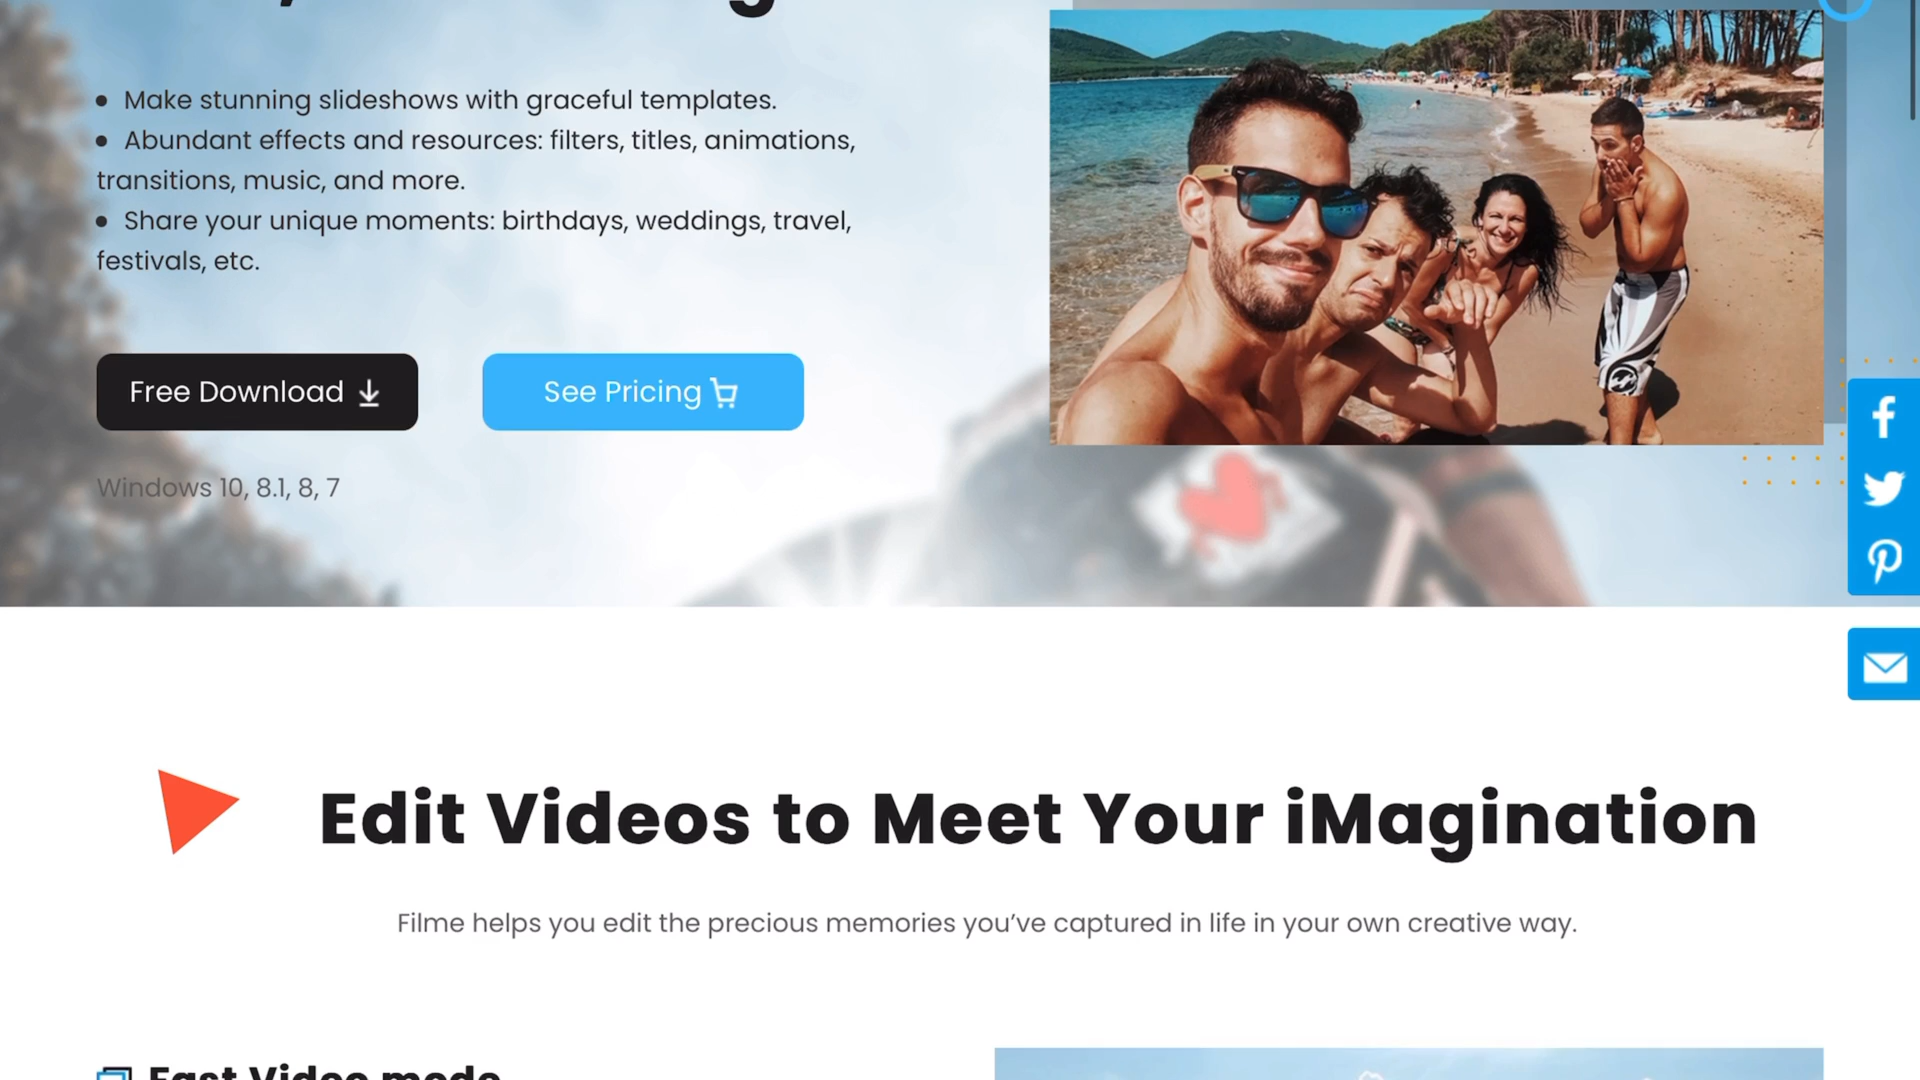 ● Make stunning slideshows with graceful templates.
● Abundant effects and resources: filters, titles, animations,
transitions, music, and more.
● Share your unique moments: birthdays, weddings, travel,
festivals, etc.
Free Download
See Pricing
Windows 10, 8.1, 8, 7
Edit Videos to Meet Your iMagination
Filme helps you edit the precious memories you’ve captured in life in your own creative way.
Fast Video mode